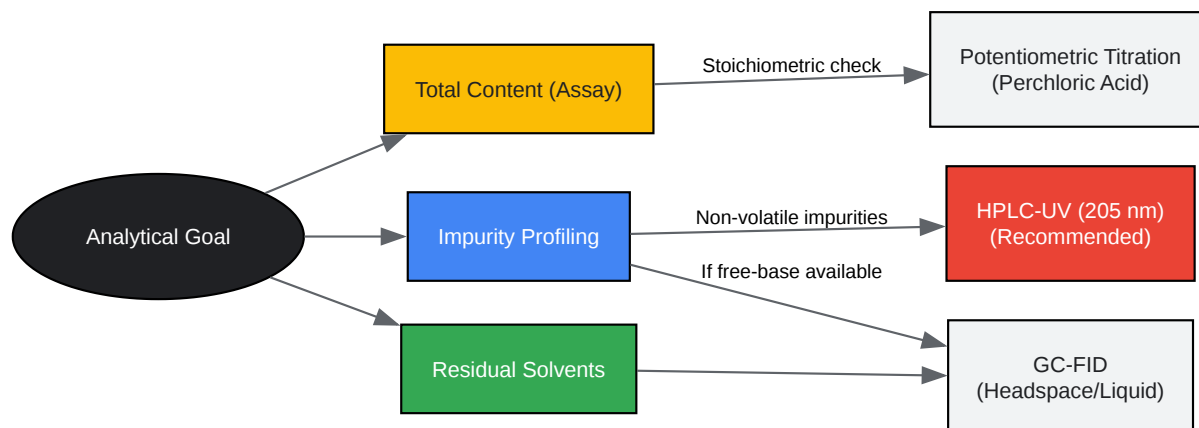 Analytical Goal
Total Content (Assay)
Stoichiometric check
Potentiometric Titration
(Perchloric Acid)
Impurity Profiling
Non-volatile impurities
HPLC-UV (205 nm)
(Recommended)
If free-base available
Residual Solvents
GC-FID
(Headspace/Liquid)